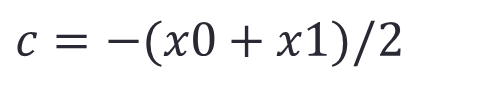 c = −(x0 + x1)/2